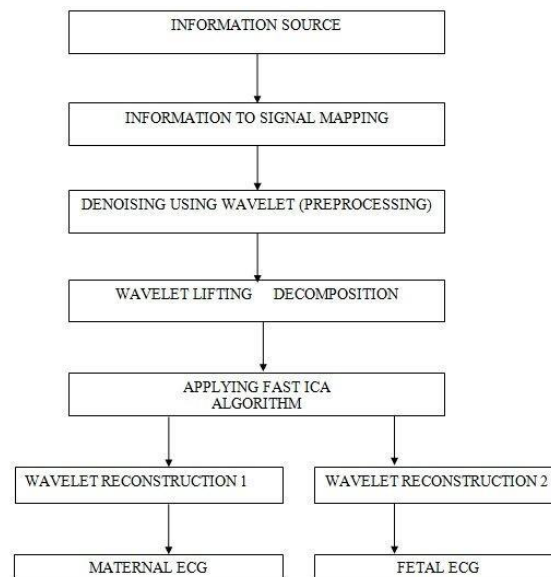 INFORMATION SOURCE
INFORMATION TO SIGNAL MAPPING
DENOISING USING WAVELET (PREPROCESSING)
WAVELET LIFTING DECOMPOSITION
APPLYING FAST ICA
ALGORITHM
WAVELET RECONSTRUCTION 1
WAVELET RECONSTRUCTION 2
MATERNAL ECG
FETAL ECG